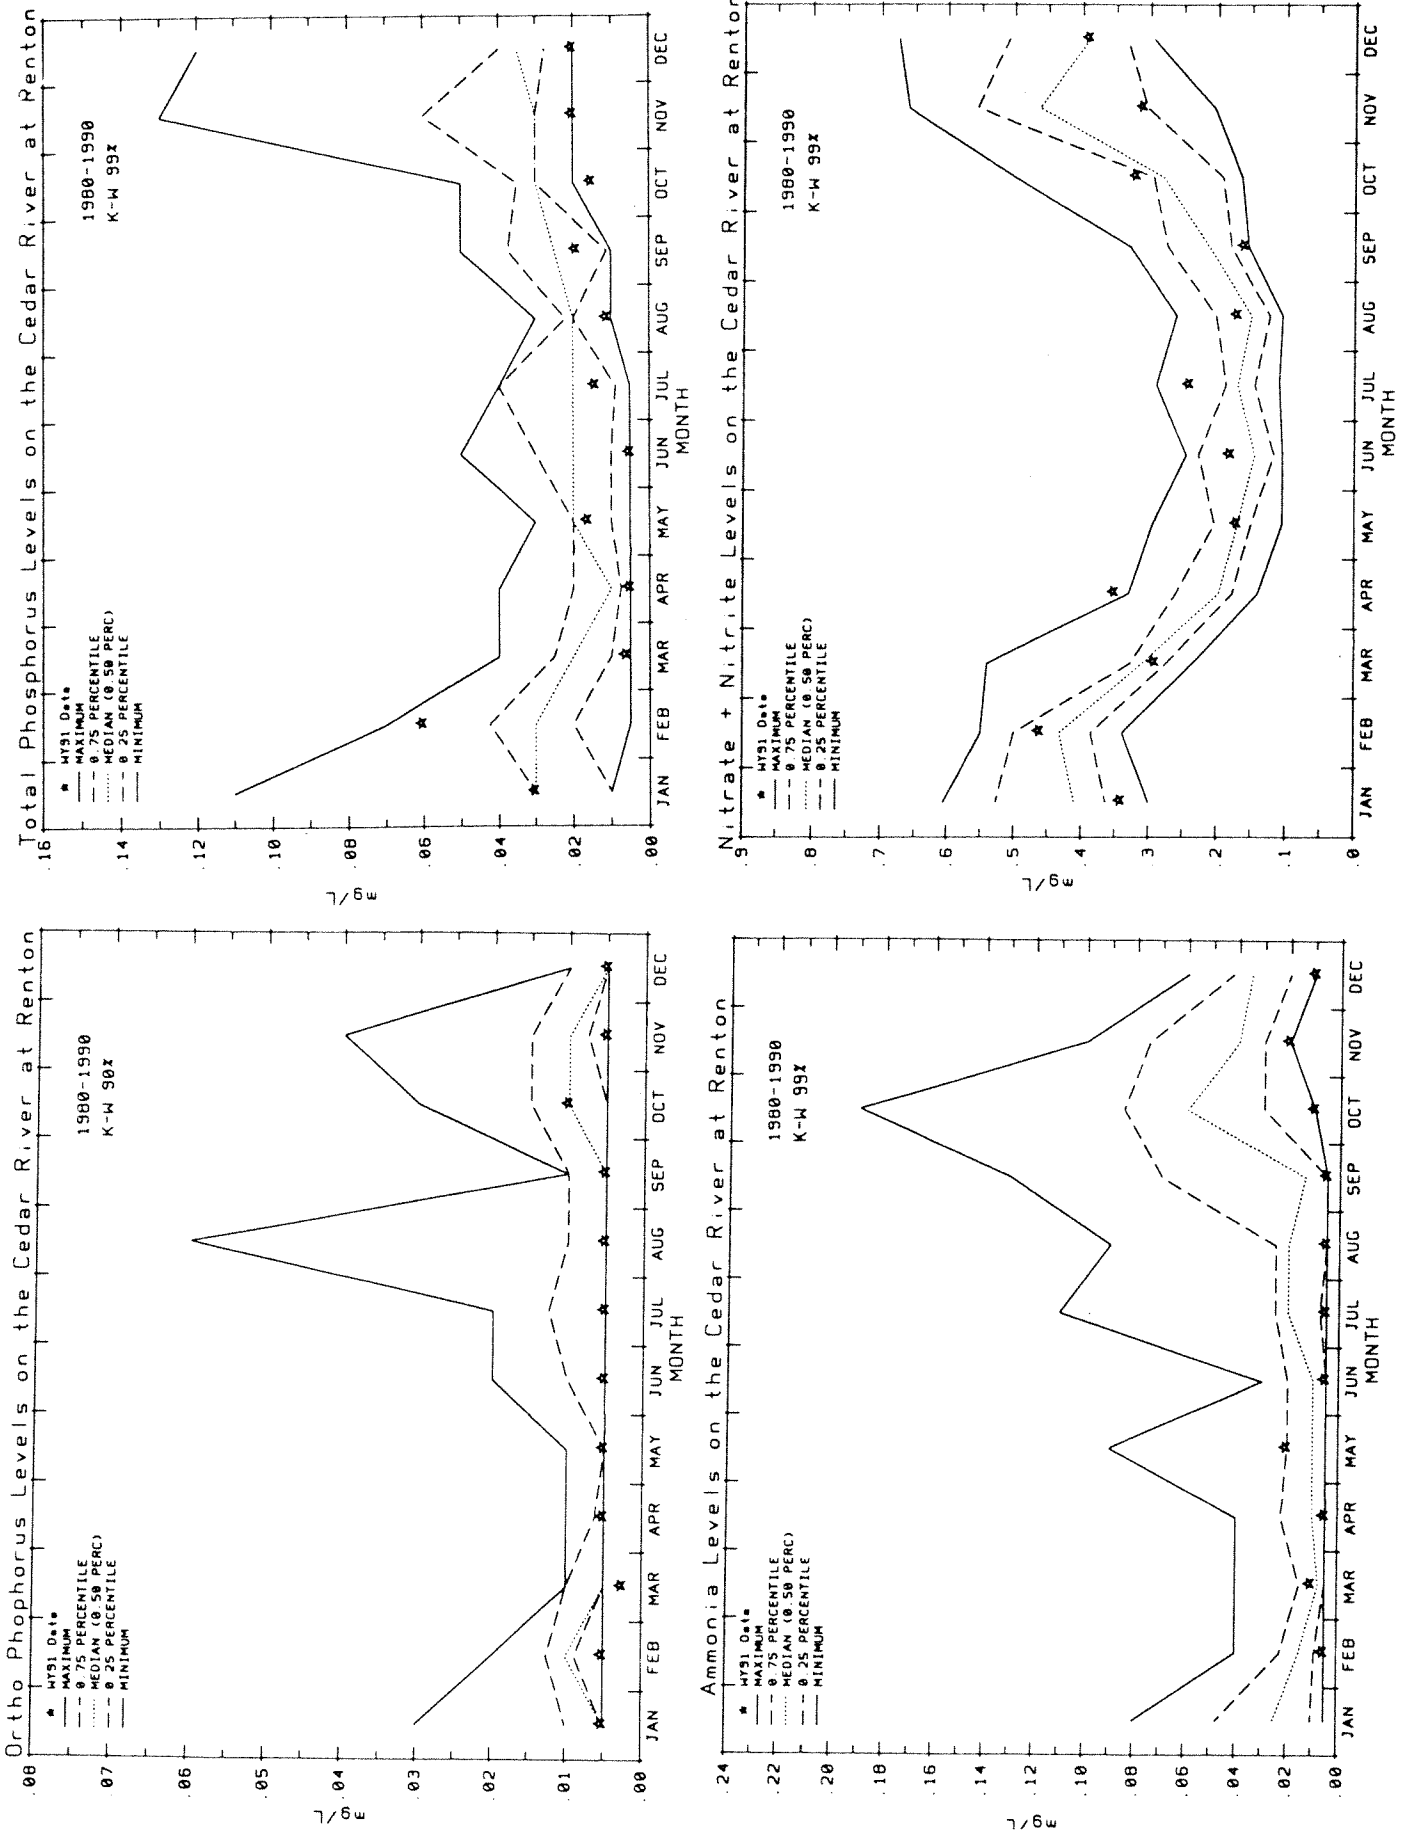 Ortho Phophorus Levels on the Cedar River at Renton
.08
.07
.06
.05
.04
.03
.02
.01
.00
mg/L
★ WY91 Data
MAXIMUM
0.75 PERCENTILE
MEDIAN (0.50 PERC)
0.25 PERCENTILE
MINIMUM
1980-1990
K-W 90%
JAN FEB MAR APR MAY JUN JUL AUG SEP OCT NOV DEC
MONTH
Total Phosphorus Levels on the Cedar River at Renton
.16
.14
.12
.10
.08
.06
.04
.02
.00
mg/L
★ WY91 Data
MAXIMUM
0.75 PERCENTILE
MEDIAN (0.50 PERC)
0.25 PERCENTILE
MINIMUM
1980-1990
K-W 99%
JAN FEB MAR APR MAY JUN JUL AUG SEP OCT NOV DEC
MONTH
Ammonia Levels on the Cedar River at Renton
.24
.22
.20
.18
.16
.14
.12
.10
.08
.06
.04
.02
.00
mg/L
★ WY91 Data
MAXIMUM
0.75 PERCENTILE
MEDIAN (0.50 PERC)
0.25 PERCENTILE
MINIMUM
1980-1990
K-W 99%
JAN FEB MAR APR MAY JUN JUL AUG SEP OCT NOV DEC
MONTH
Nitrate + Nitrite Levels on the Cedar River at Renton
.9
.8
.7
.6
.5
.4
.3
.2
.1
.0
mg/L
★ WY91 Data
MAXIMUM
0.75 PERCENTILE
MEDIAN (0.50 PERC)
0.25 PERCENTILE
MINIMUM
1980-1990
K-W 99%
JAN FEB MAR APR MAY JUN JUL AUG SEP OCT NOV DEC
MONTH